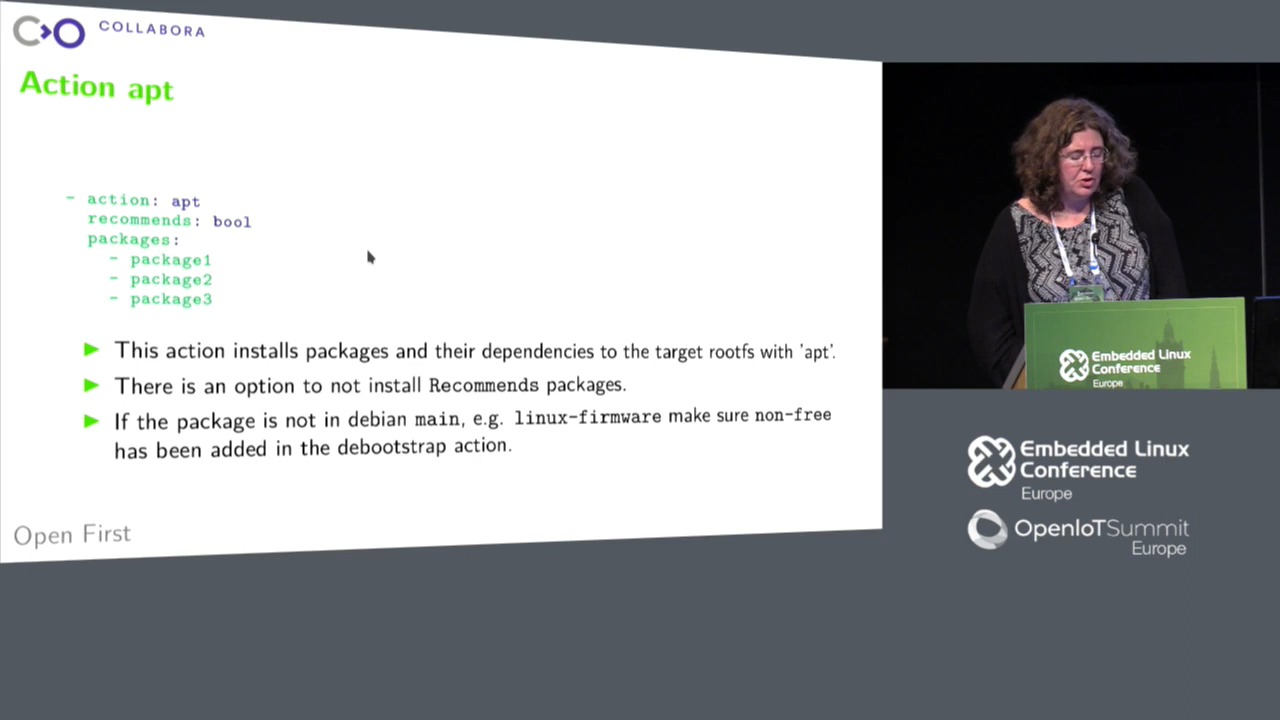 COLLABORA
Action apt
- action: apt
recommends: bool
packages:
- package1
- package2
- package3
This action installs packages and their dependencies to the target rootfs with 'apt'.
There is an option to not install Recommends packages.
If the package is not in debian main, e.g. linux-firmware make sure non-free
has been added in the debootstrap action.
Open First
Embedded Linux
Conference
Europe
Embedded Linux
Conference
Europe
OpenIoTSummit
Europe